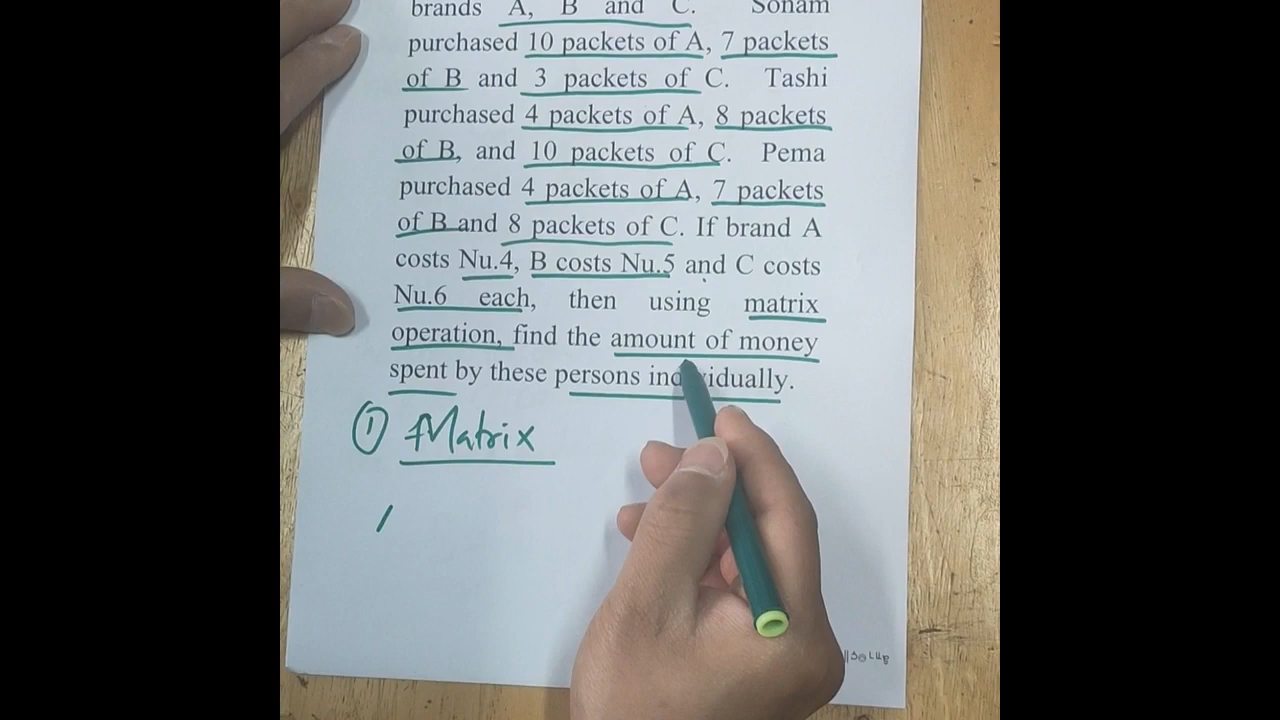 brands A, B and C. Sonam
purchased 10 packets of A, 7 packets
of B and 3 packets of C. Tashi
purchased 4 packets of A, 8 packets
of B, and 10 packets of C. Pema
purchased 4 packets of A, 7 packets
of B and 8 packets of C. If brand A
costs Nu.4, B costs Nu.5 and C costs
Nu.6 each, then using matrix
operation, find the amount of money
spent by these persons individually.
① Matrix